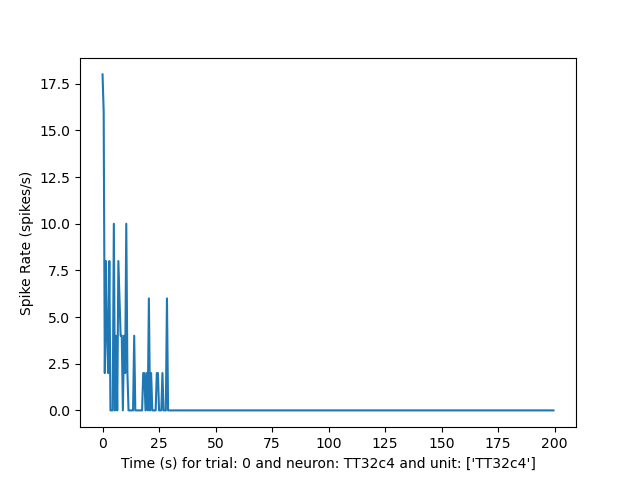 17.5
15.0
12.5
10.0
7.5
5.0
2.5
0.0
Spike Rate (spikes/s)
0 25 50 75 100 125 150 175 200
Time (s) for trial: 0 and neuron: TT32c4 and unit: ['TT32c4']